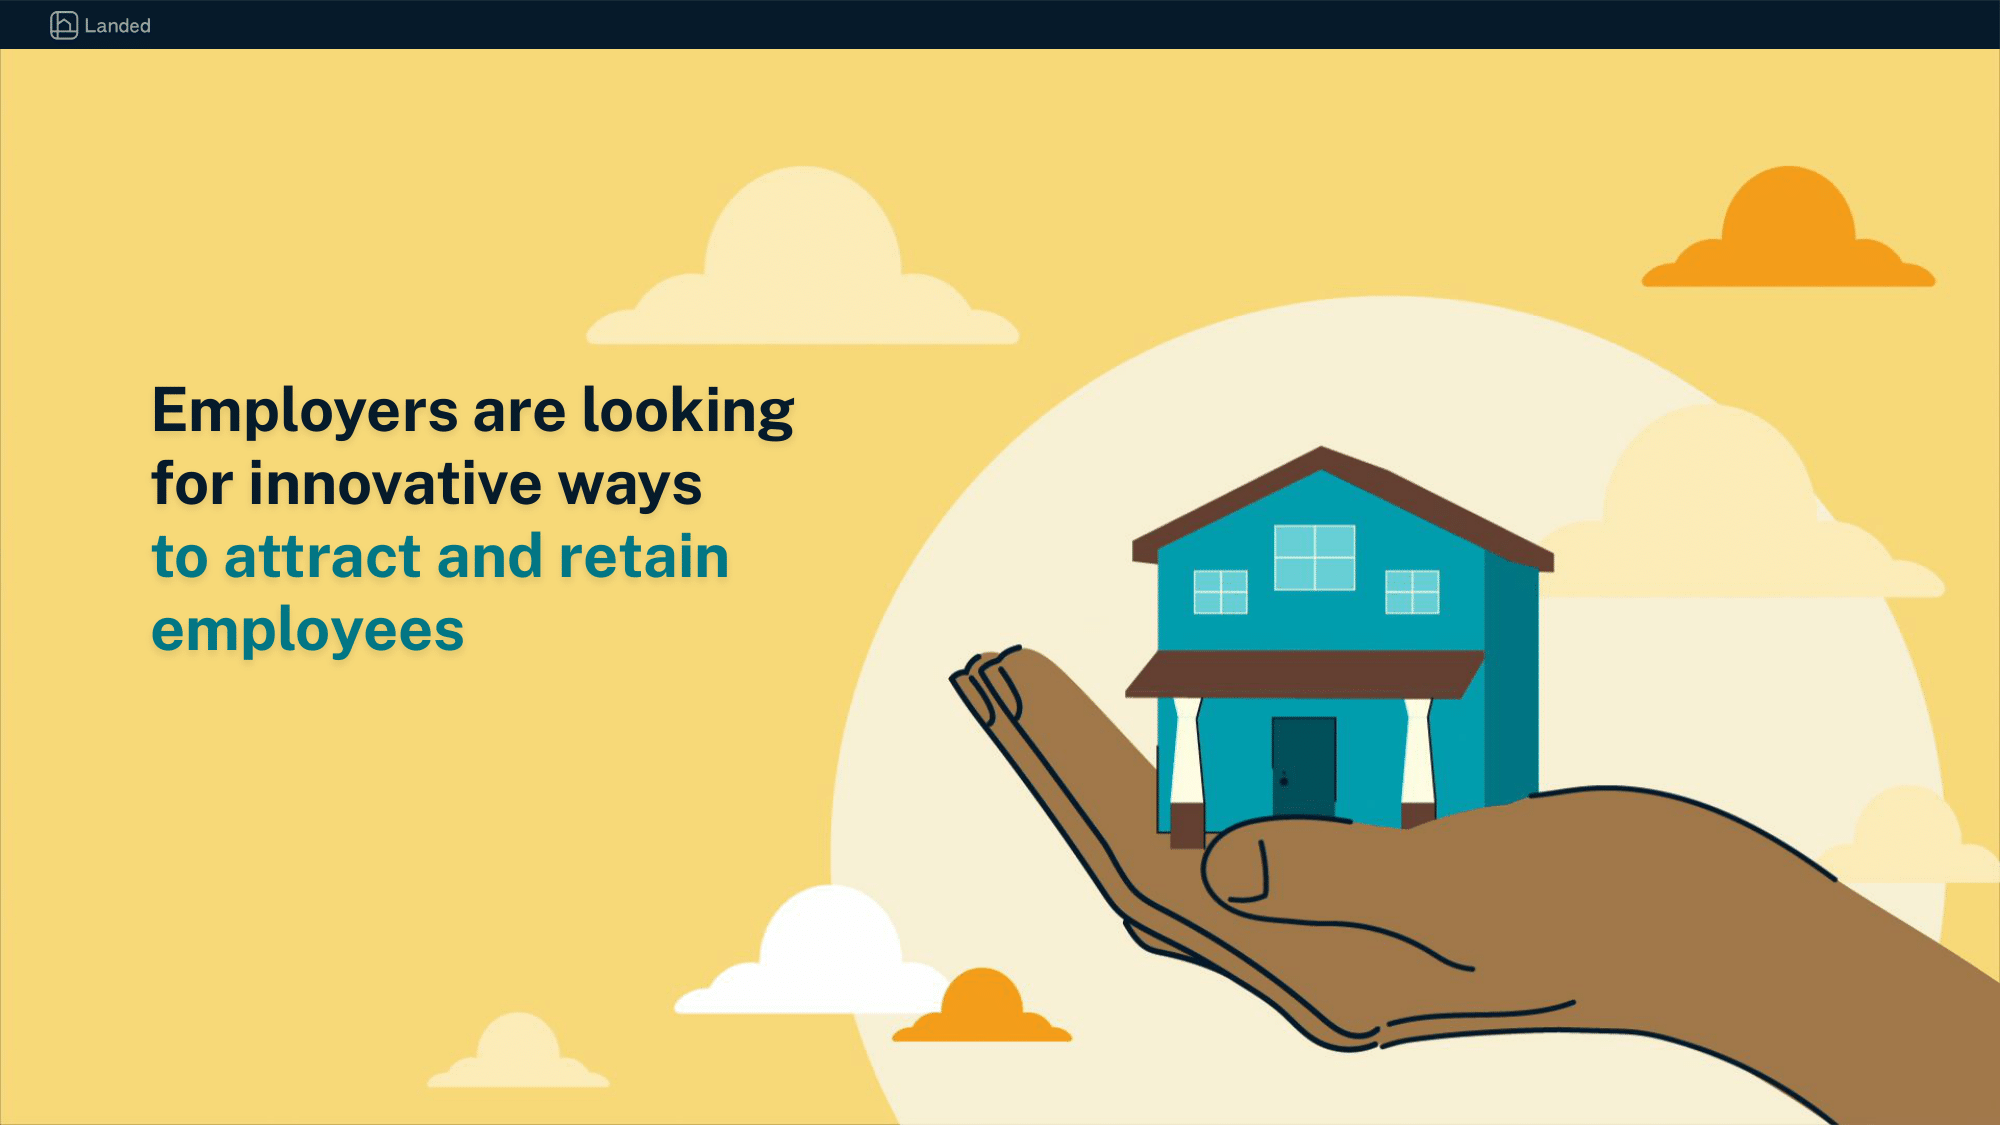 Landed
Employers are looking
for innovative ways
to attract and retain
employees